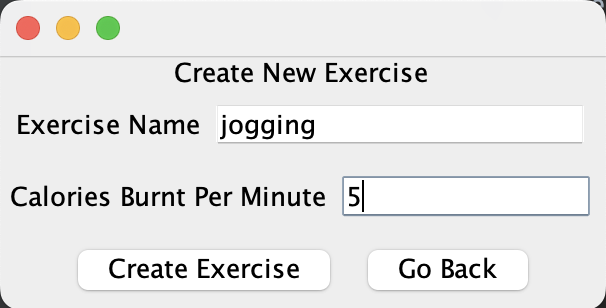 Create New Exercise
Exercise Name jogging
Calories Burnt Per Minute 5
Create Exercise Go Back